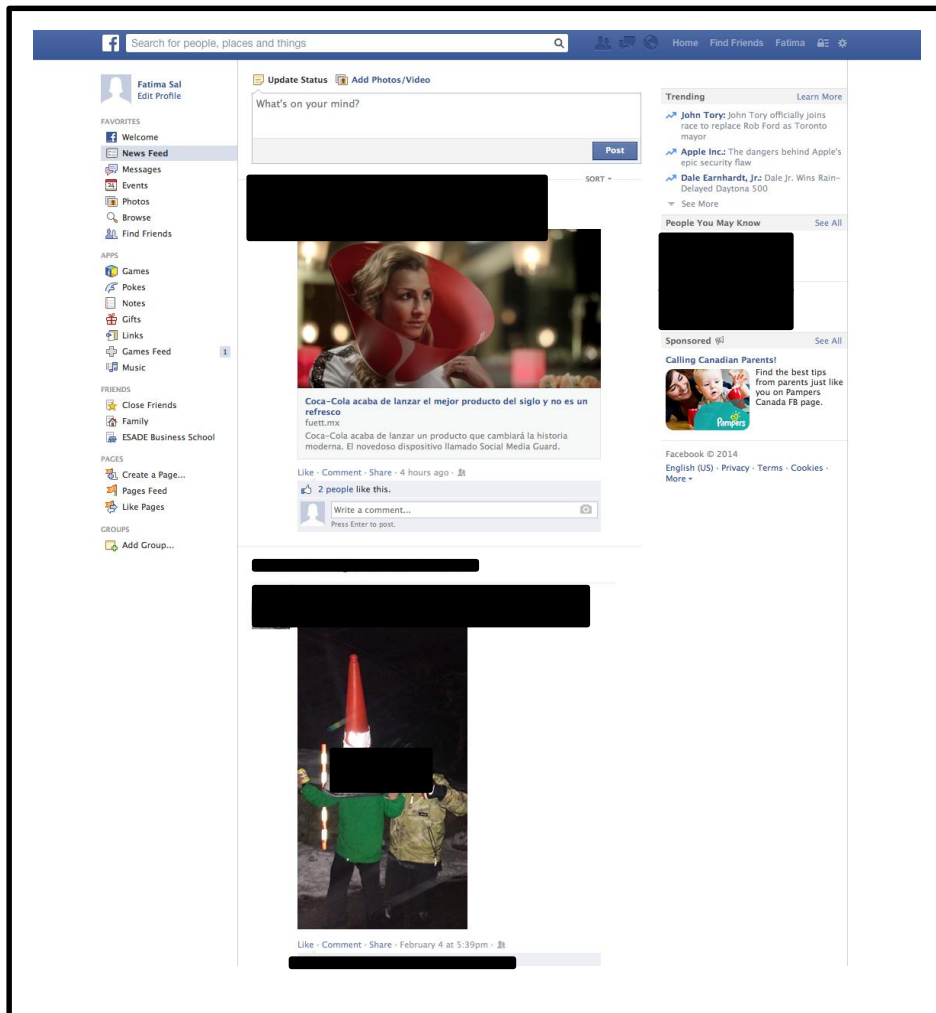 Search for people, places and things
Home Find Friends Fatima
Fatima Sal
Edit Profile
FAVORITES
Welcome
News Feed
Messages
24 Events
Photos
Browse
Find Friends
APPS
Games
Pokes
Notes
Gifts
Links
Games Feed 1
Music
FRIENDS
Close Friends
Family
ESADE Business School
PAGES
Create a Page...
Pages Feed
Like Pages
GROUPS
Add Group...
Update Status Add Photos/Video
What's on your mind?
Post
SORT
Coca-Cola acaba de lanzar el mejor producto del siglo y no es un
refresco
fuett.mx
Coca-Cola acaba de lanzar un producto que cambiará la historia
moderna. El novedoso dispositivo llamado Social Media Guard.
Like · Comment · Share · 4 hours ago ·
2 people like this.
Write a comment...
Press Enter to post.
Like · Comment · Share · February 4 at 5:39pm ·
Trending Learn More
John Tory: John Tory officially joins
race to replace Rob Ford as Toronto
mayor
Apple Inc.: The dangers behind Apple's
epic security flaw
Dale Earnhardt, Jr.: Dale Jr. Wins Rain-
Delayed Daytona 500
See More
People You May Know See All
Sponsored See All
Calling Canadian Parents!
Find the best tips
from parents just like
you on Pampers
Canada FB page.
Pampers
Facebook © 2014
English (US) · Privacy · Terms · Cookies ·
More